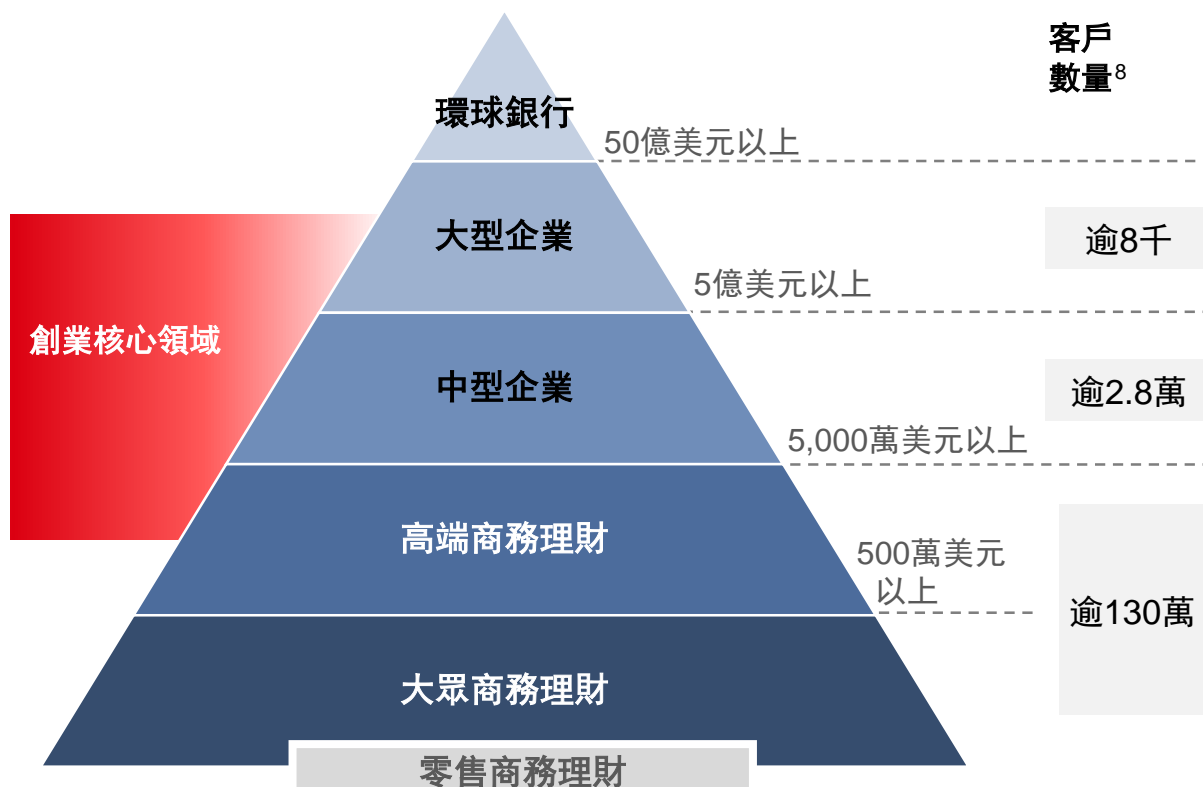 客戶
數量8
環球銀行
50億美元以上
大型企業
逾8千
5億美元以上
創業核心領域
中型企業
逾2.8萬
5,000萬美元以上
高端商務理財
500萬美元
以上
逾130萬
大眾商務理財
零售商務理財